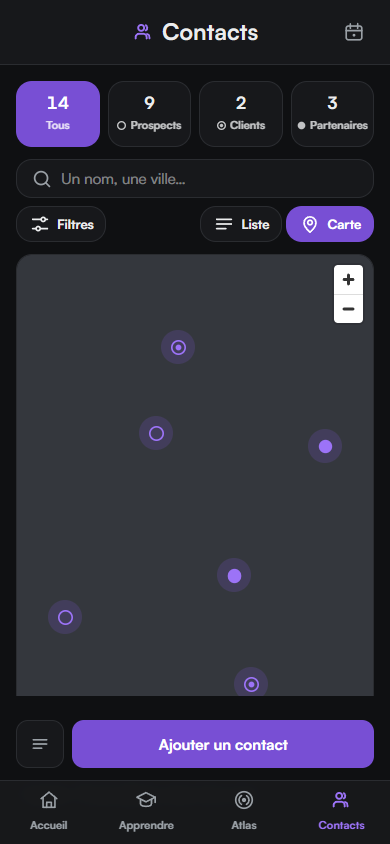 Contacts
14
Tous
9
Prospects
2
Clients
3
Partenaires
Un nom, une ville...
Filtres
Liste
Carte
+
−
Ajouter un contact
Accueil
Apprendre
Atlas
Contacts